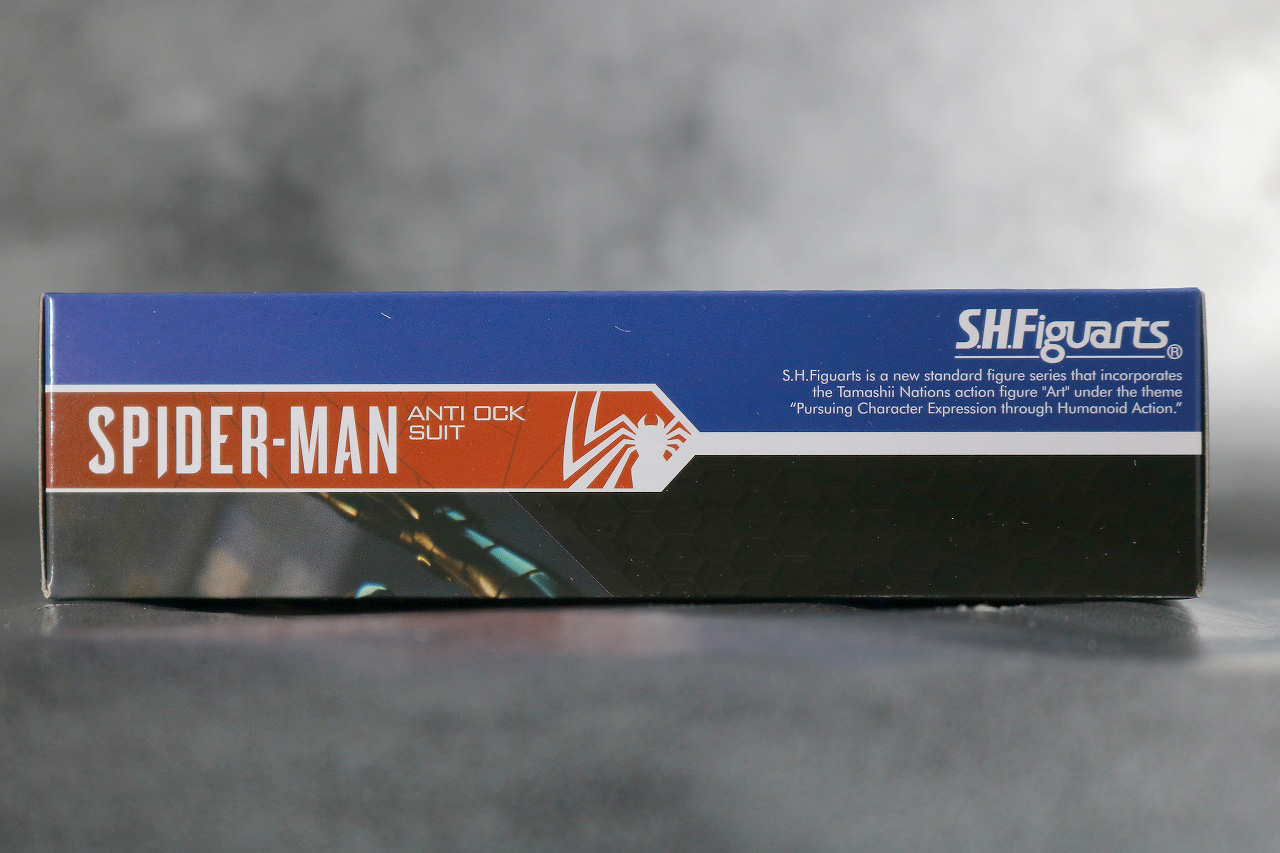 S.H.Figuarts®
S.H.Figuarts is a new standard figure series that incorporates
the Tamashii Nations action figure "Art" under the theme
“Pursuing Character Expression through Humanoid Action.”
SPIDER-MAN ANTI OCK
SUIT